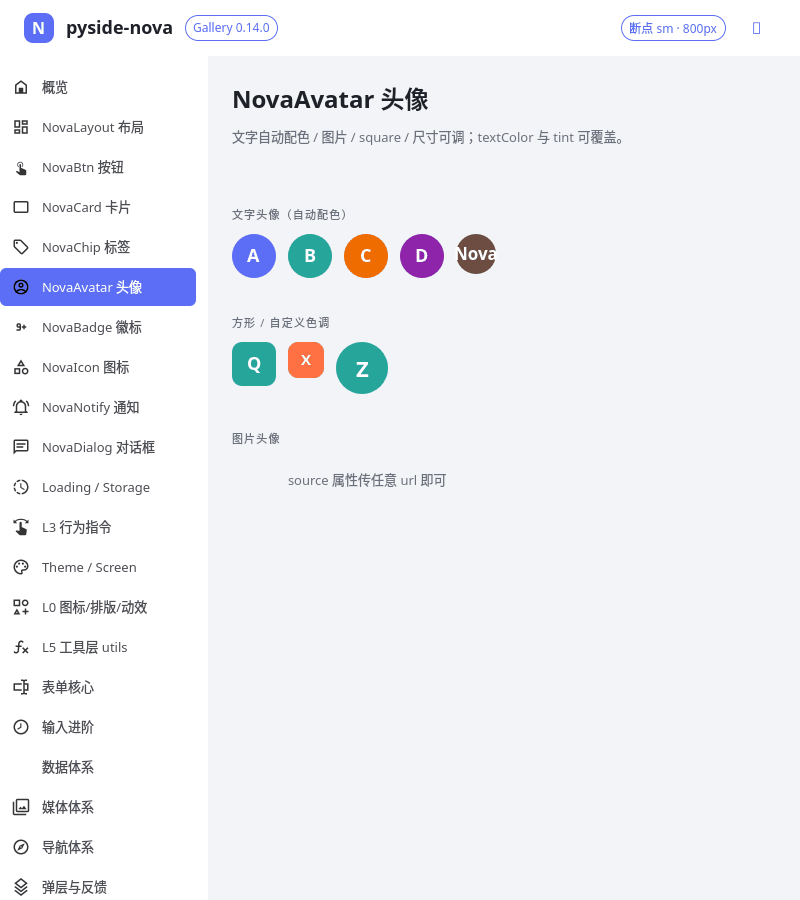 N pyside-nova Gallery 0.14.0 断点 sm · 800px
概览
NovaLayout 布局
NovaBtn 按钮
NovaCard 卡片
NovaChip 标签
NovaAvatar 头像
9+ NovaBadge 徽标
NovaIcon 图标
NovaNotify 通知
NovaDialog 对话框
Loading / Storage
L3 行为指令
Theme / Screen
L0 图标/排版/动效
L5 工具层 utils
表单核心
输入进阶
数据体系
媒体体系
导航体系
弹层与反馈
NovaAvatar 头像
文字自动配色 / 图片 / square / 尺寸可调；textColor 与 tint 可覆盖。
文字头像（自动配色）
A B C D Nova
方形 / 自定义色调
Q X Z
图片头像
source 属性传任意 url 即可